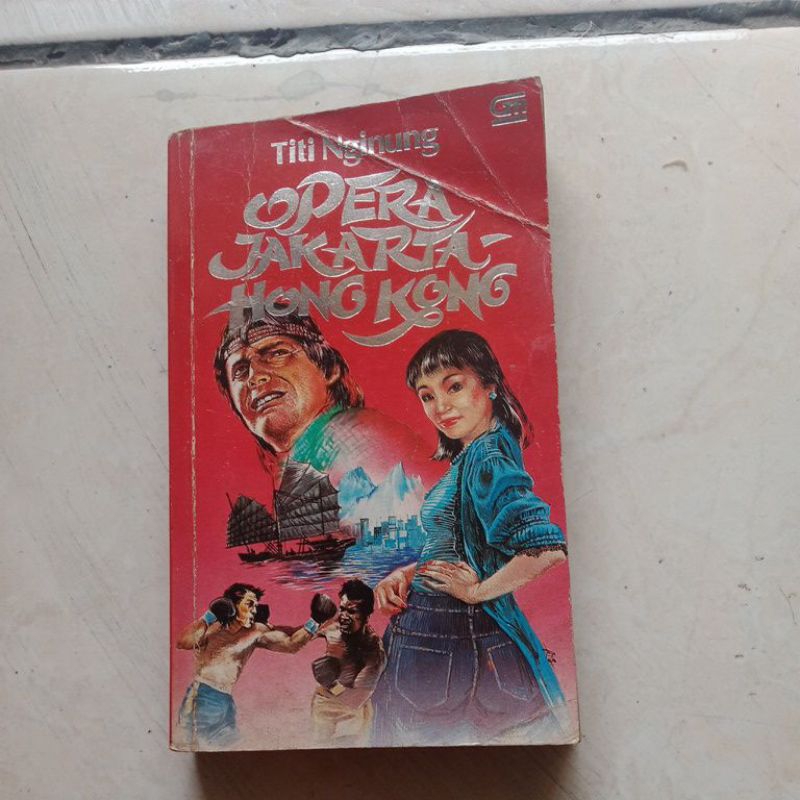 Titi Nginung
OPERA
JAKARTA-
HONG KONG